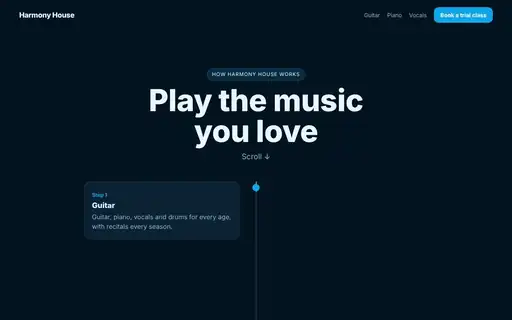 Harmony House
Guitar Piano Vocals Book a trial class
HOW HARMONY HOUSE WORKS
Play the music
you love
Scroll ↓
Step 1
Guitar
Guitar, piano, vocals and drums for every age,
with recitals every season.